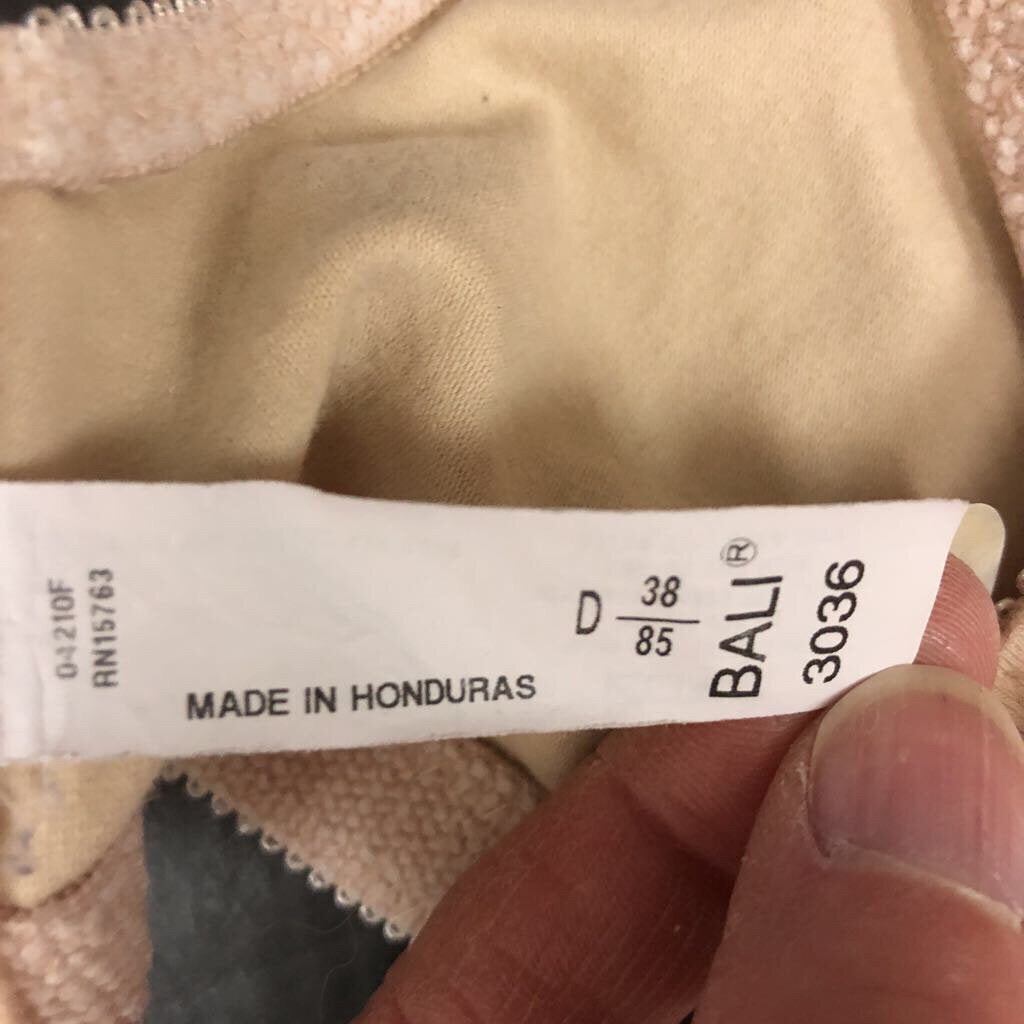 04210F
RN15763
MADE IN HONDURAS
D 38
85
BALI®
3036